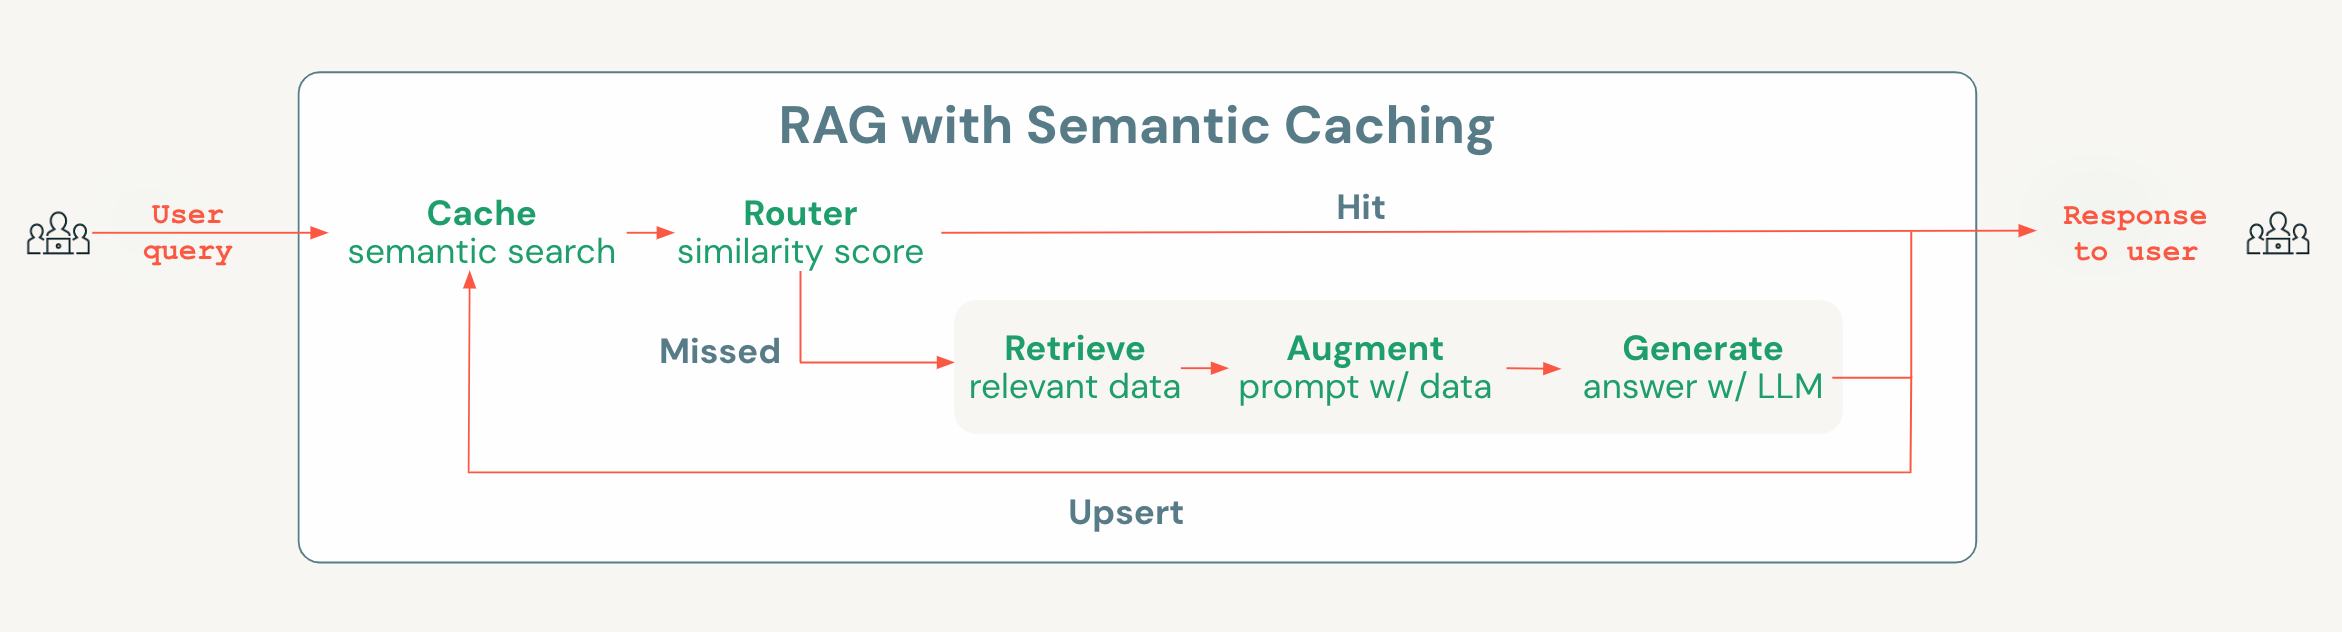 RAG with Semantic Caching
User
query
Cache
semantic search
Router
similarity score
Hit
Response
to user
Missed
Retrieve
relevant data
Augment
prompt w/ data
Generate
answer w/ LLM
Upsert